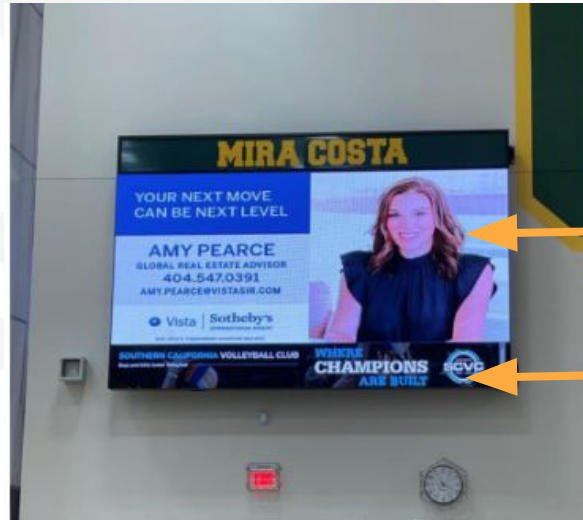 MIRA COSTA
YOUR NEXT MOVE
CAN BE NEXT LEVEL
AMY PEARCE
GLOBAL REAL ESTATE ADVISOR
404.547.0391
AMY.PEARCE@VISTASIR.COM
Vista | Sotheby's
INTERNATIONAL REALTY
SOUTHERN CALIFORNIA VOLLEYBALL CLUB
WHERE
CHAMPIONS
ARE BUILT
SCVC